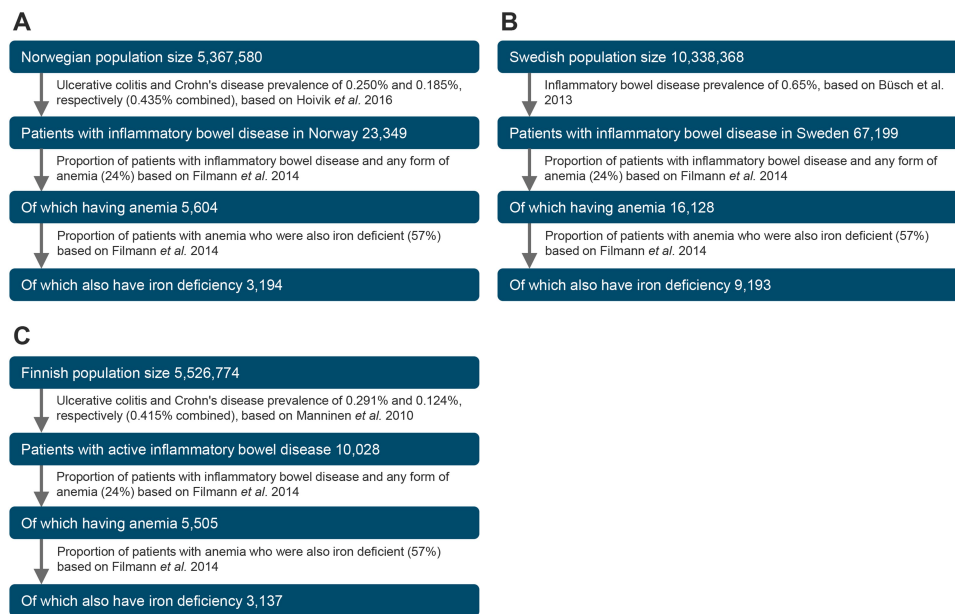 A
Norwegian population size 5,367,580
Ulcerative colitis and Crohn's disease prevalence of 0.250% and 0.185%,
respectively (0.435% combined), based on Hoivik et al. 2016
Patients with inflammatory bowel disease in Norway 23,349
Proportion of patients with inflammatory bowel disease and any form of
anemia (24%) based on Filmann et al. 2014
Of which having anemia 5,604
Proportion of patients with anemia who were also iron deficient (57%)
based on Filmann et al. 2014
Of which also have iron deficiency 3,194
B
Swedish population size 10,338,368
Inflammatory bowel disease prevalence of 0.65%, based on Büsch et al.
2013
Patients with inflammatory bowel disease in Sweden 67,199
Proportion of patients with inflammatory bowel disease and any form of
anemia (24%) based on Filmann et al. 2014
Of which having anemia 16,128
Proportion of patients with anemia who were also iron deficient (57%)
based on Filmann et al. 2014
Of which also have iron deficiency 9,193
C
Finnish population size 5,526,774
Ulcerative colitis and Crohn's disease prevalence of 0.291% and 0.124%,
respectively (0.415% combined), based on Manninen et al. 2010
Patients with active inflammatory bowel disease 10,028
Proportion of patients with inflammatory bowel disease and any form of
anemia (24%) based on Filmann et al. 2014
Of which having anemia 5,505
Proportion of patients with anemia who were also iron deficient (57%)
based on Filmann et al. 2014
Of which also have iron deficiency 3,137